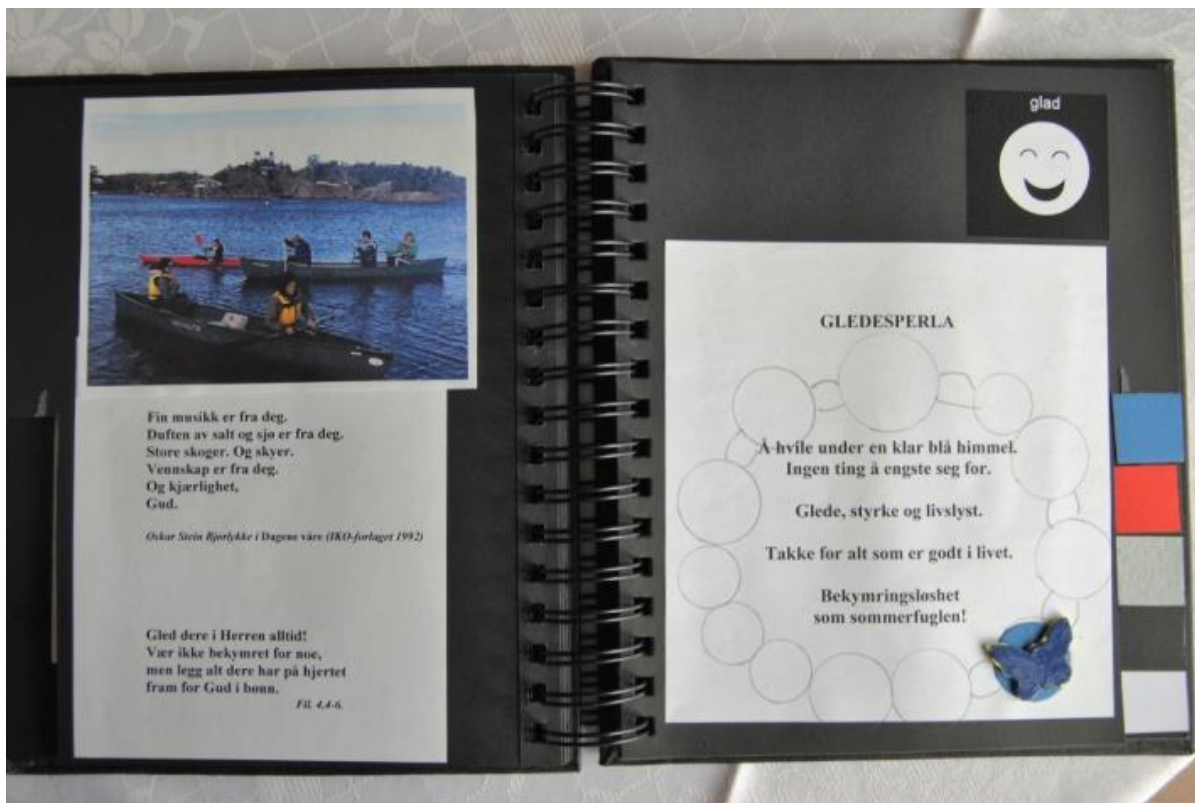 Fin musikk er fra deg.
Duften av salt og sjø er fra deg.
Store skoger. Og skyer.
Vennskap er fra deg.
Og kjærlighet,
Gud.
Oskar Stein Bjørlykke i Dagens våre (IKO-forlaget 1992)
Gled dere i Herren alltid!
Vær ikke bekymret for noe,
men legg alt dere har på hjertet
fram for Gud i bønn.
Fil. 4,4-6.
glad
GLEDESPERLA
Å hvile under en klar blå himmel.
Ingen ting å engste seg for.
Glede, styrke og livslyst.
Takke for alt som er godt i livet.
Bekymringsløshet
som sommerfuglen!